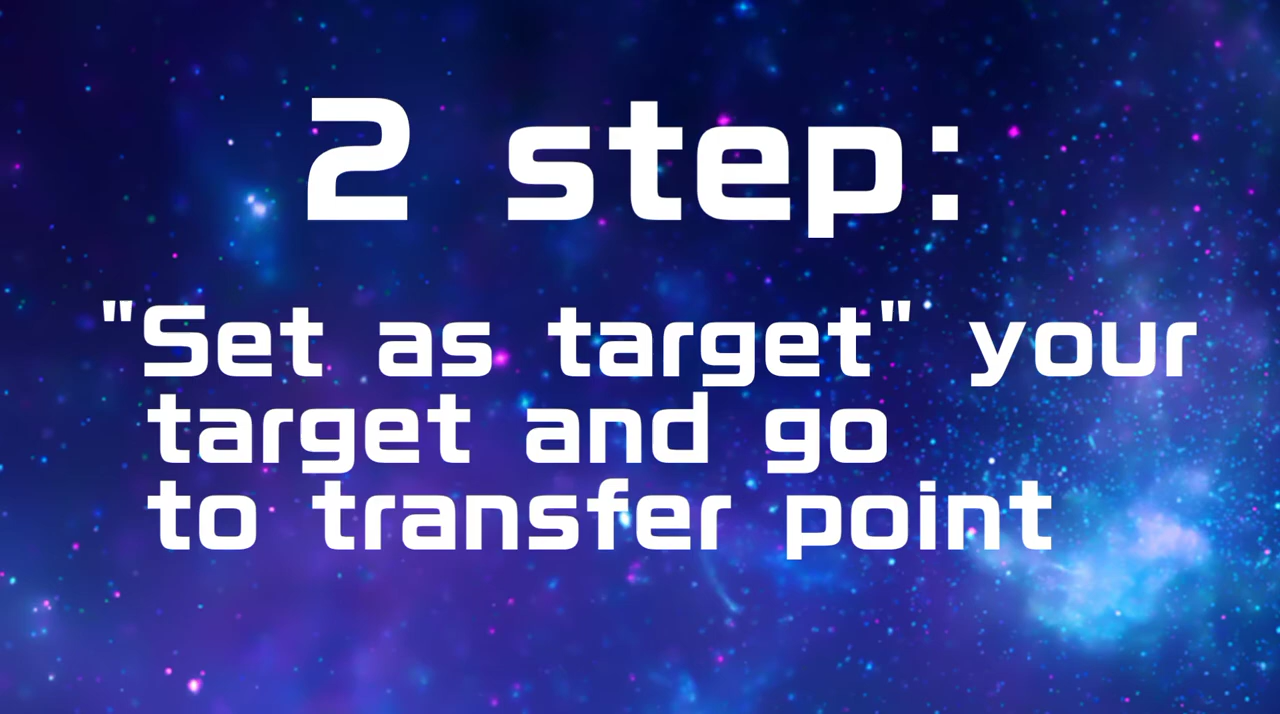 2 step:
"Set as target" your
target and go
to transfer point